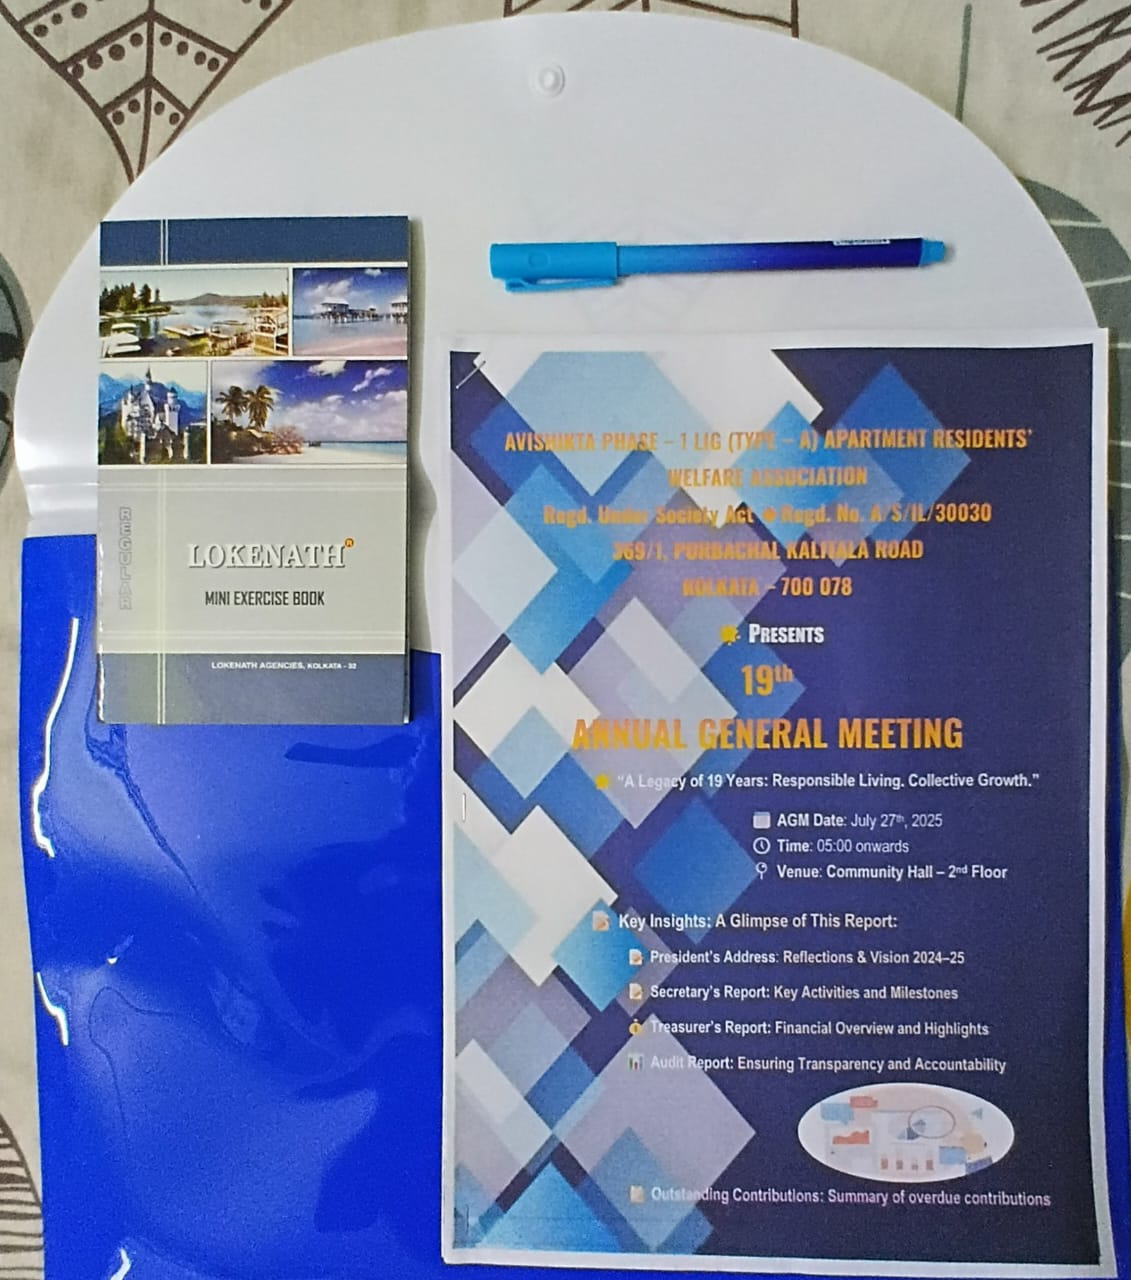 REGULAR
LOKENATH®
MINI EXERCISE BOOK
LOKENATH AGENCIES, KOLKATA - 32
AVISHIKTA PHASE – 1 LIG (TYPE – A) APARTMENT RESIDENTS'
WELFARE ASSOCIATION
Regd. Under Society Act ◆ Regd. No. A/S/IL/30030
369/1, PURBACHAL KALITALA ROAD
KOLKATA – 700 078
PRESENTS
19th
ANNUAL GENERAL MEETING
"A Legacy of 19 Years: Responsible Living. Collective Growth."
AGM Date: July 27th, 2025
Time: 05:00 onwards
Venue: Community Hall – 2nd Floor
Key Insights: A Glimpse of This Report:
President's Address: Reflections & Vision 2024–25
Secretary's Report: Key Activities and Milestones
Treasurer's Report: Financial Overview and Highlights
Audit Report: Ensuring Transparency and Accountability
Outstanding Contributions: Summary of overdue contributions